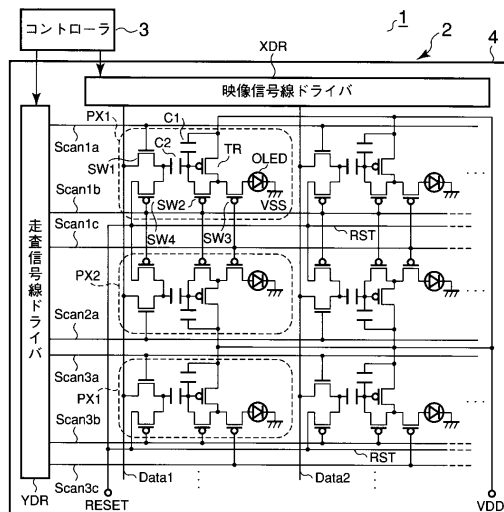 コントローラ
3
1
2
4
XDR
映像信号線ドライバ
PX1
C1
Scan1a
C2
TR
OLED
SW1
Scan1b
SW2
VSS
Scan1c
SW4
SW3
RST
走査信号線ドライバ
PX2
Scan2a
Scan3a
PX1
Scan3b
RST
Scan3c
Data1
Data2
YDR
RESET
VDD